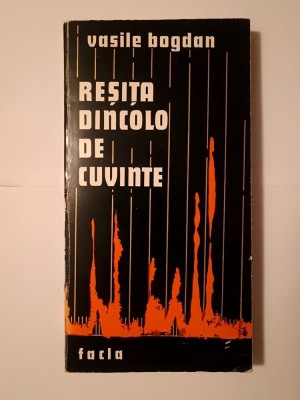 vasile bogdan
REȘIȚA
DINCOLO
DE
CUVINTE
facla